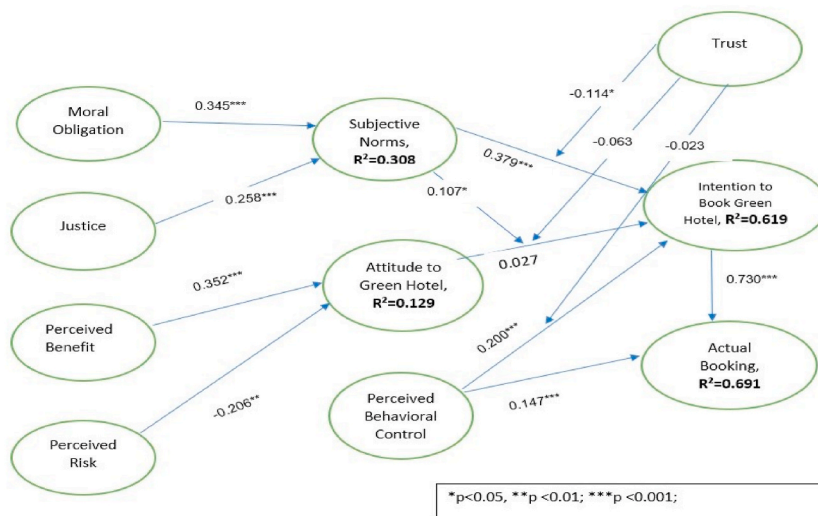 Trust
Moral
Obligation
0.345***
-0.114*
Subjective
Norms,
R²=0.308
-0.063
-0.023
0.379***
0.107*
Intention to
Book Green
Hotel, R²=0.619
0.258***
Justice
0.027
Attitude to
Green Hotel,
R²=0.129
0.352***
0.730***
Perceived
Benefit
0.200***
Actual
Booking,
R²=0.691
Perceived
Behavioral
Control
0.147***
-0.206**
Perceived
Risk
*p<0.05, **p <0.01; ***p <0.001;